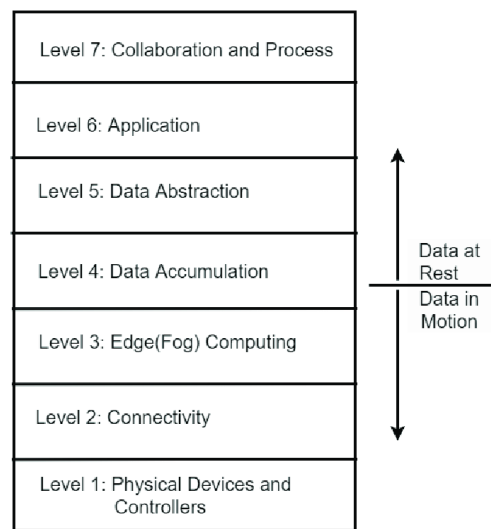 Level 7: Collaboration and Process
Level 6: Application
Level 5: Data Abstraction
Level 4: Data Accumulation
Level 3: Edge(Fog) Computing
Level 2: Connectivity
Level 1: Physical Devices and
Controllers
Data at
Rest
Data in
Motion